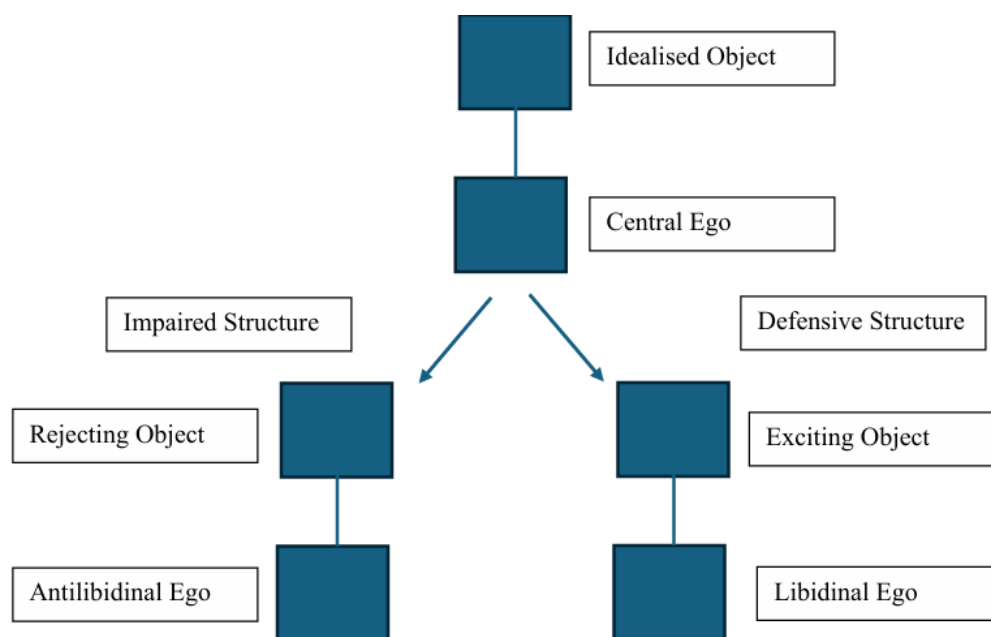 Idealised Object
Central Ego
Impaired Structure
Defensive Structure
Rejecting Object
Exciting Object
Antilibidinal Ego
Libidinal Ego